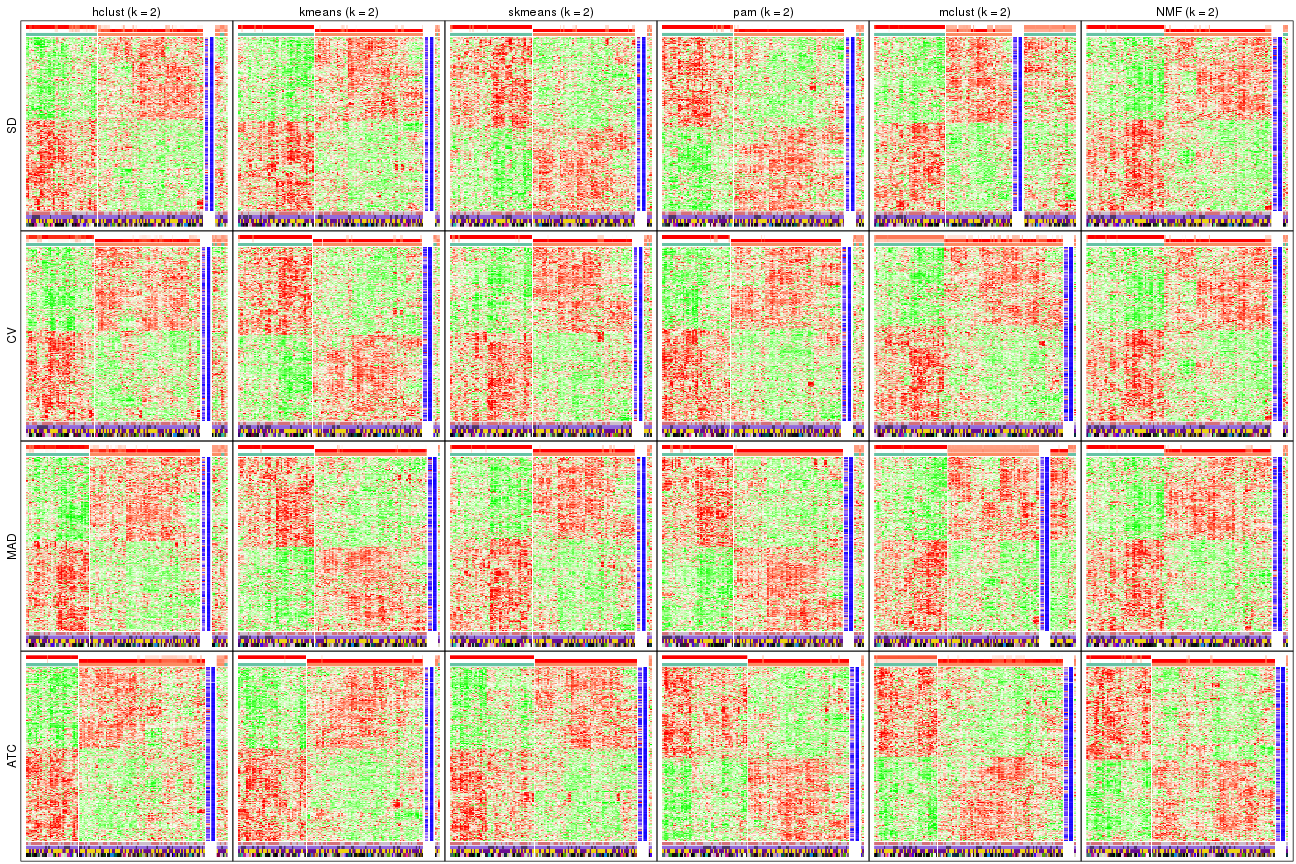 hclust (k = 2) kmeans (k = 2) skmeans (k = 2) pam (k = 2) mclust (k = 2) NMF (k = 2)
SD
CV
MAD
ATC